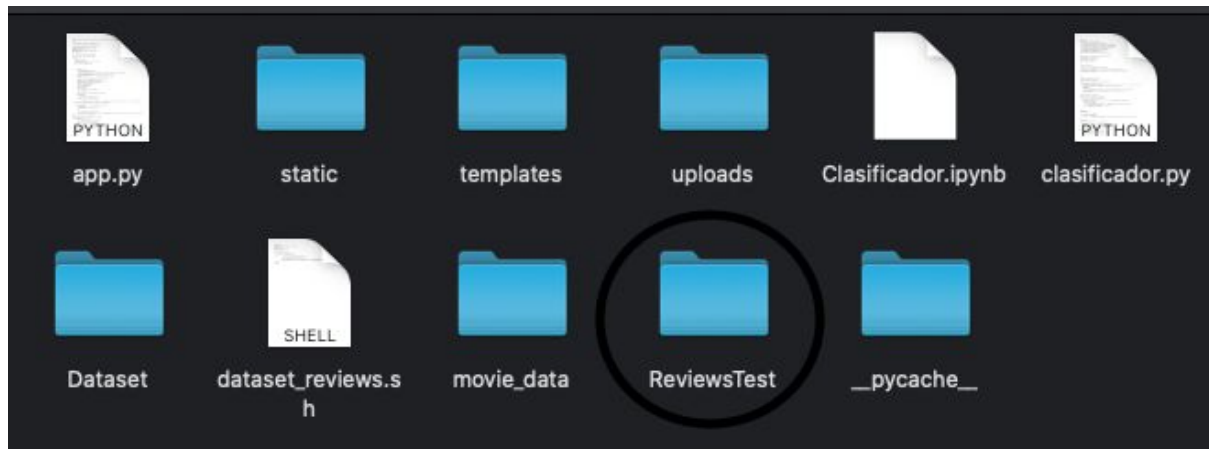 PYTHON
PYTHON
app.py static templates uploads Clasificador.ipynb clasificador.py
SHELL
Dataset dataset_reviews.s movie_data ReviewsTest __pycache__
h